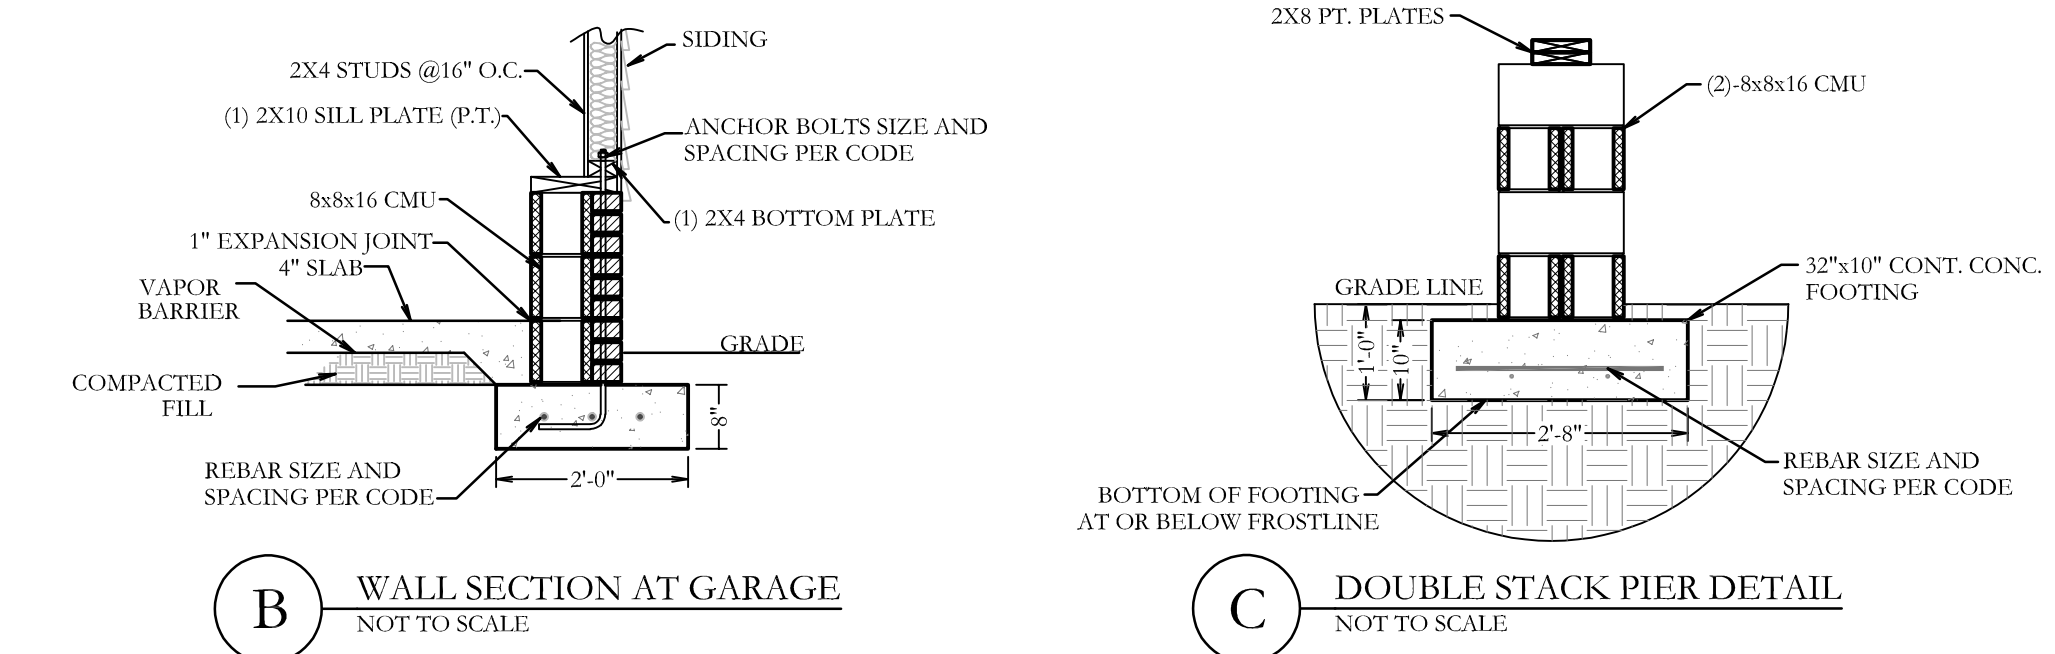 SIDING
2X4 STUDS @16" O.C.
(1) 2X10 SILL PLATE (P.T.)
ANCHOR BOLTS SIZE AND
SPACING PER CODE
8x8x16 CMU
(1) 2X4 BOTTOM PLATE
1" EXPANSION JOINT
4" SLAB
VAPOR
BARRIER
GRADE
COMPACTED
FILL
8"
REBAR SIZE AND
SPACING PER CODE
2'-0"
B
WALL SECTION AT GARAGE
NOT TO SCALE
2X8 PT. PLATES
(2)-8x8x16 CMU
GRADE LINE
32"x10" CONT. CONC.
FOOTING
1'-0"
10"
2'-8"
REBAR SIZE AND
SPACING PER CODE
BOTTOM OF FOOTING
AT OR BELOW FROSTLINE
C
DOUBLE STACK PIER DETAIL
NOT TO SCALE